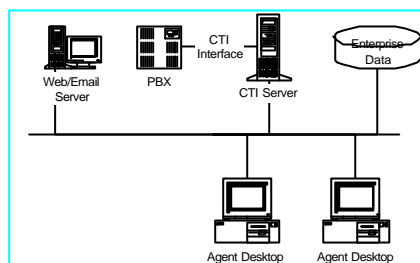 CTI
Interface
Enterprise
Data
Web/Email
Server
PBX
CTI Server
Agent Desktop
Agent Desktop